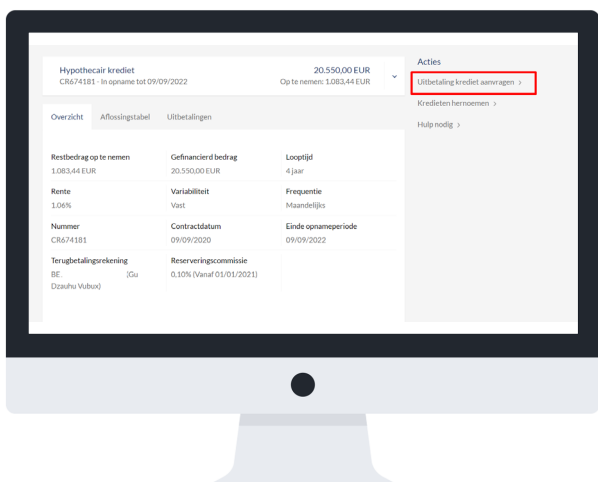 Hypothecair krediet
20.550,00 EUR
CR674181 - In opname tot 09/09/2022
Op te nemen: 1.083,44 EUR
Overzicht Aflossingstabel Uitbetalingen
Restbedrag op te nemen Gefinancierd bedrag Looptijd
1.083,44 EUR 20.550,00 EUR 4 jaar
Rente Variabiliteit Frequentie
1.06% Vast Maandelijks
Nummer Contractdatum Einde opnameperiode
CR674181 09/09/2020 09/09/2022
Terugbetalingsrekening Reserveringscommissie
BE. (Gu 0,10% (Vanaf 01/01/2021)
Dzauhu Vubux)
Acties
Uitbetaling krediet aanvragen >
Kredieten hernoemen >
Hulp nodig >